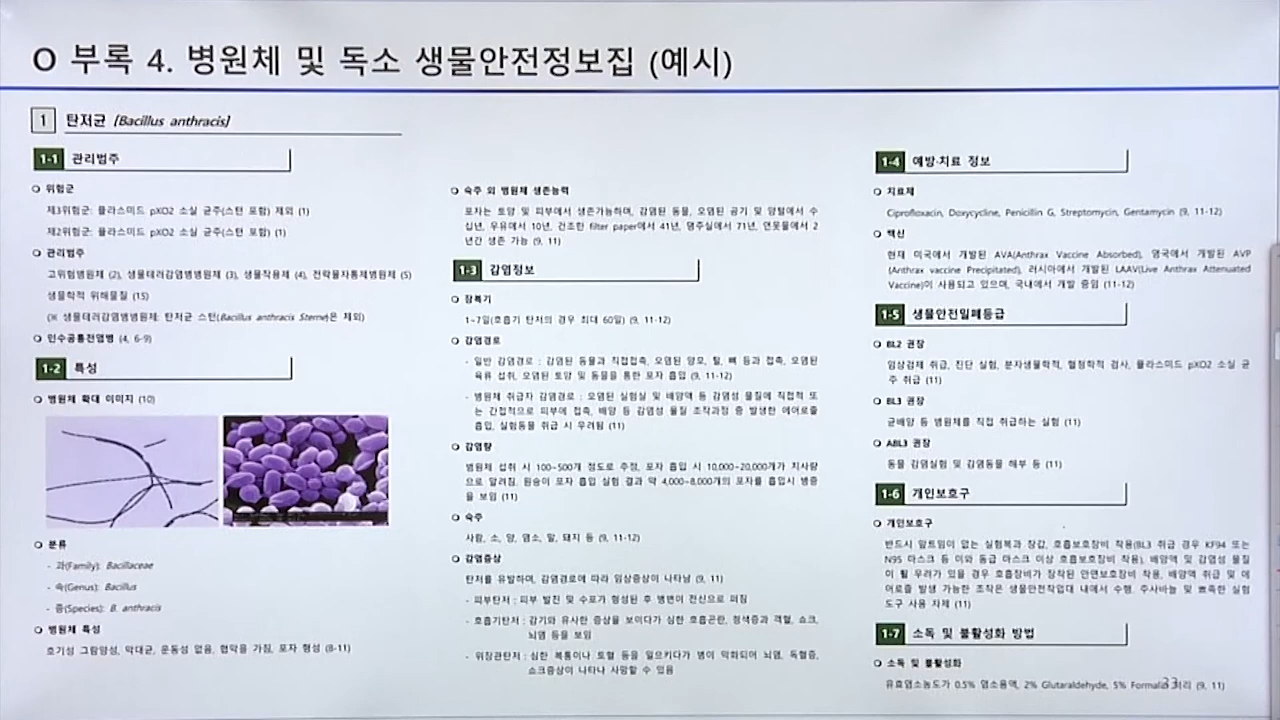 O 부록 4. 병원체 및 독소 생물안전정보집 (예시)
1 탄저균 (Bacillus anthracis)
1-1 관리범주
위험군
제3위험군: 플라스미드 pXO2 소실 균주(스턴 포함) 제외 (1)
제2위험군: 플라스미드 pXO2 소실 균주(스턴 포함) (1)
관리범주
고위험병원체 (2), 생물테러감염병병원체 (3), 생물작용제 (4), 전략물자통제병원체 (5)
생물학적 위해물질 (15)
(※ 생물테러감염병병원체: 탄저균 스턴(Bacillus anthracis Sterne)은 제외)
인수공통전염병 (4, 6-9)
1-2 특성
병원체 확대 이미지 (10)
분류
- 과(Family): Bacillaceae
- 속(Genus): Bacillus
- 종(Species): B. anthracis
병원체 특성
호기성 그람양성, 막대균, 운동성 없음, 협막을 가짐, 포자 형성 (8-11)
숙주 외 병원체 생존능력
포자는 토양 및 피부에서 생존가능하며, 감염된 동물, 오염된 공기 및 양털에서 수
십년, 우유에서 10년, 건조한 filter paper에서 41년, 명주실에서 71년, 연못물에서 2
년간 생존 가능 (9, 11)
1-3 감염정보
잠복기
1~7일(호흡기 탄저의 경우 최대 60일) (9, 11-12)
감염경로
- 일반 감염경로 : 감염된 동물과 직접접촉, 오염된 양모, 털, 뼈 등과 접촉, 오염된
육류 섭취, 오염된 토양 및 동물을 통한 포자 흡입 (9, 11-12)
- 병원체 취급자 감염경로 : 오염된 실험실 및 배양액 등 감염성 물질에 직접적 또
는 간접적으로 피부에 접촉, 배양 등 감염성 물질 조작과정 중 발생한 에어로졸
흡입, 실험동물 취급 시 우려됨 (11)
감염량
병원체 섭취 시 100~500개 정도로 추정, 포자 흡입 시 10,000~20,000개가 치사량
으로 알려짐. 원숭이 포자 흡입 실험 결과 약 4,000~8,000개의 포자를 흡입시 병증
을 보임 (11)
숙주
사람, 소, 양, 염소, 말, 돼지 등 (9, 11-12)
감염증상
탄저를 유발하며, 감염경로에 따라 임상증상이 나타남 (9, 11)
- 피부탄저 : 피부 발진 및 수포가 형성된 후 병변이 전신으로 퍼짐
- 호흡기탄저 : 감기와 유사한 증상을 보이다가 심한 호흡곤란, 청색증과 객혈, 쇼크,
뇌염 등을 보임
- 위장관탄저 : 심한 복통이나 토혈 등을 일으키다가 병이 악화되어 뇌염, 독혈증,
쇼크증상이 나타나 사망할 수 있음
1-4 예방·치료 정보
치료제
Ciprofloxacin, Doxycycline, Penicillin G, Streptomycin, Gentamycin (9, 11-12)
백신
현재 미국에서 개발된 AVA(Anthrax Vaccine Absorbed), 영국에서 개발된 AVP
(Anthrax vaccine Precipitated), 러시아에서 개발된 LAAV(Live Anthrax Attenuated
Vaccine)이 사용되고 있으며, 국내에서 개발 중임 (11-12)
1-5 생물안전밀폐등급
BL2 권장
임상검체 취급, 진단 실험, 분자생물학적, 혈청학적 검사, 플라스미드 pXO2 소실 균
주 취급 (11)
BL3 권장
균배양 등 병원체를 직접 취급하는 실험 (11)
ABL3 권장
동물 감염실험 및 감염동물 해부 등 (11)
1-6 개인보호구
개인보호구
반드시 앞트임이 없는 실험복과 장갑, 호흡보호장비 착용(BL3 취급 경우 KF94 또는
N95 마스크 등 이와 동급 마스크 이상 호흡보호장비 착용), 배양액 및 감염성 물질
이 튈 우려가 있을 경우 호흡장비가 장착된 안면보호장비 착용, 배양액 취급 및 에
어로졸 발생 가능한 조작은 생물안전작업대 내에서 수행, 주사바늘 및 뾰족한 실험
도구 사용 자제 (11)
1-7 소독 및 불활성화 방법
소독 및 불활성화
유효염소농도가 0.5% 염소용액, 2% Glutaraldehyde, 5% Formalin 처리 (9, 11)
33